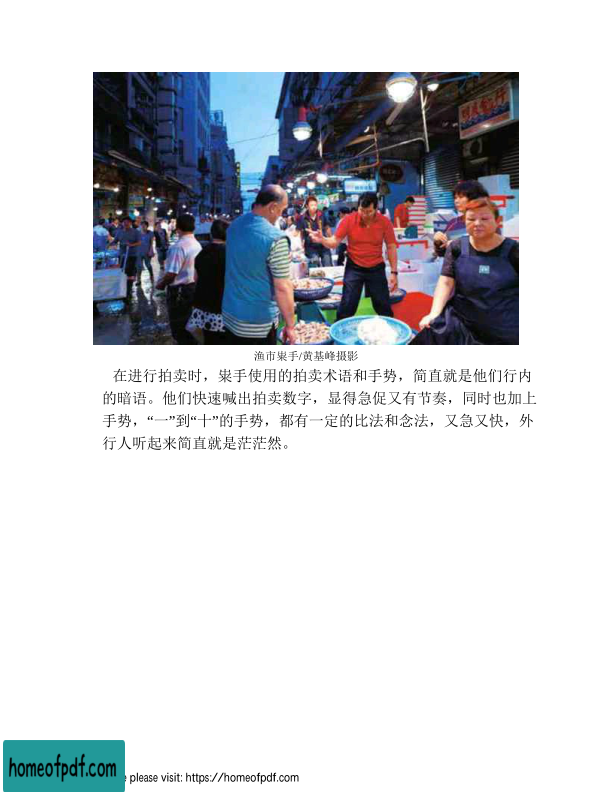 渔市枭手/黄基峰摄影
在进行拍卖时，枭手使用的拍卖术语和手势，简直就是他们行内
的暗语。他们快速喊出拍卖数字，显得急促又有节奏，同时也加上
手势，“一”到“十”的手势，都有一定的比法和念法，又急又快，外
行人听起来简直就是茫茫然。
homeofpdf.com
e please visit: https://homeofpdf.com